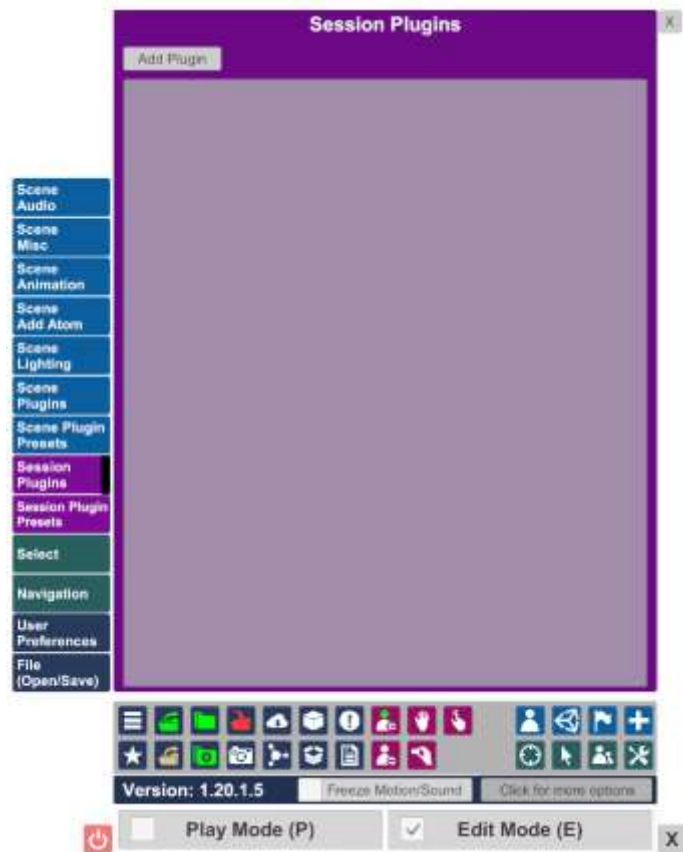 Session Plugins
X
Add Plugin
Scene
Audio
Scene
Misc
Scene
Animation
Scene
Add Atom
Scene
Lighting
Scene
Plugins
Scene Plugin
Presets
Session
Plugins
Session Plugin
Presets
Select
Navigation
User
Preferences
File
(Open/Save)
Version: 1.20.1.5
Freeze Motion/Sound
Click for more options
Play Mode (P)
Edit Mode (E)
X